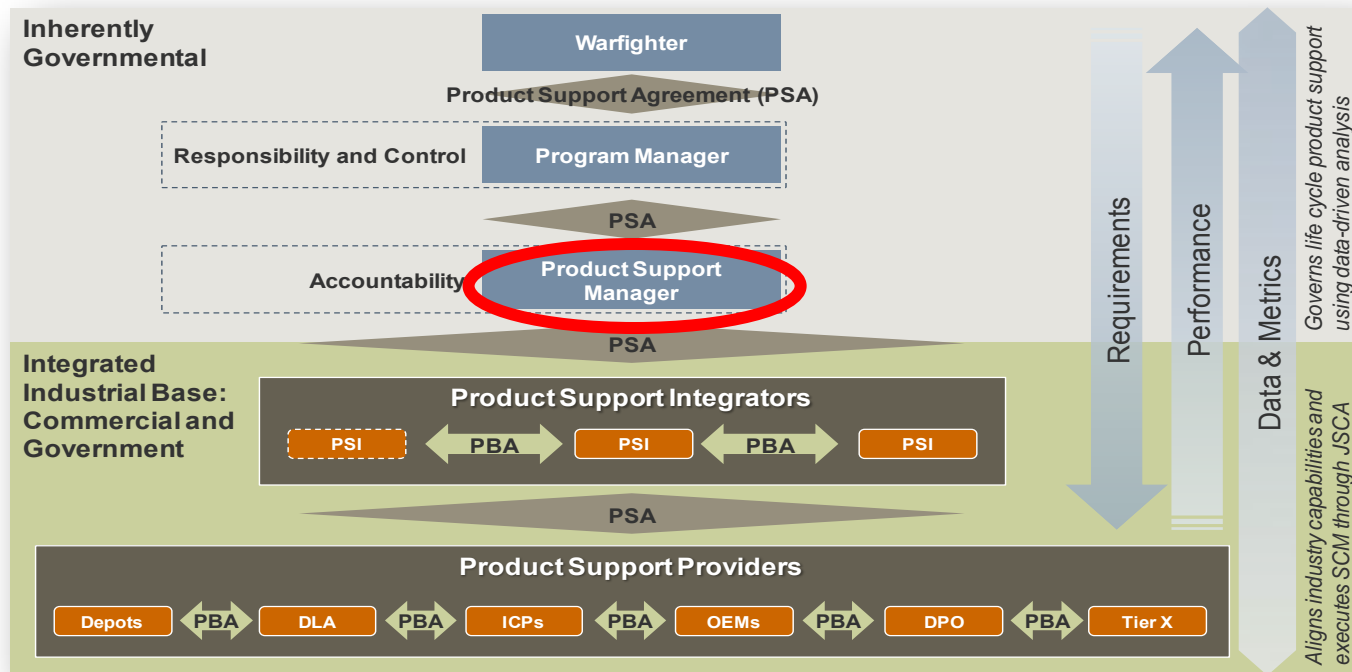 Inherently
Governmental
Warfighter
Product Support Agreement (PSA)
Responsibility and Control
Program Manager
PSA
Accountability
Product Support
Manager
PSA
Integrated
Industrial Base:
Commercial and
Government
Product Support Integrators
PSI
PBA
PSI
PBA
PSI
PSA
Product Support Providers
Depots
PBA
DLA
PBA
ICPs
PBA
OEMs
PBA
DPO
PBA
Tier X
Requirements
Performance
Data & Metrics
Governs life cycle product support
using data-driven analysis
Aligns industry capabilities and
executes SCM through JSCA